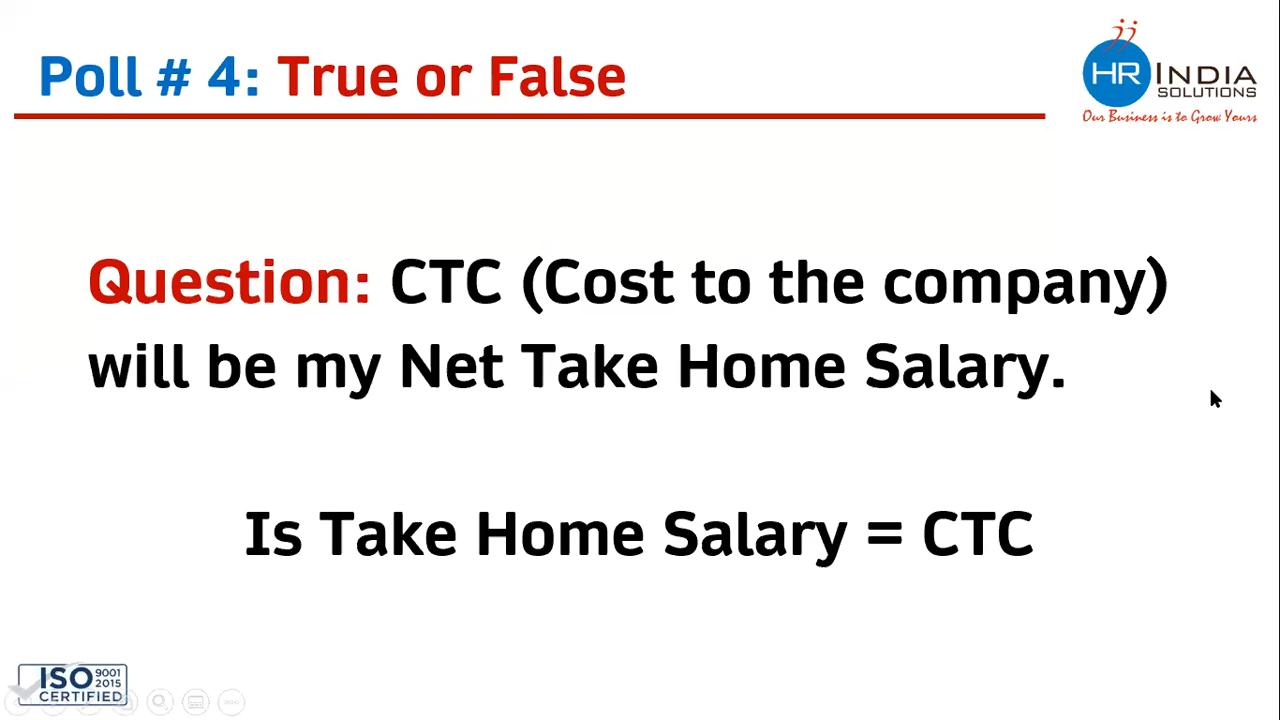 Poll # 4: True or False
HR INDIA
SOLUTIONS
Our Business is to Grow Yours
Question: CTC (Cost to the company)
will be my Net Take Home Salary.
Is Take Home Salary = CTC
ISO 9001
2015
CERTIFIED